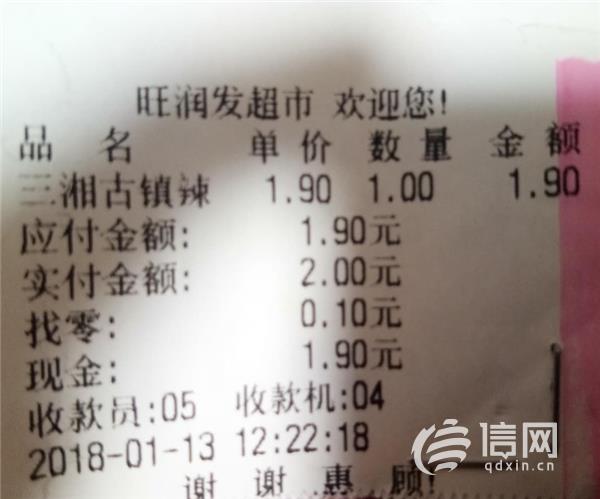 旺润发超市 欢迎您!
品 名 单价 数量 金额
三湘古镇辣 1.90 1.00 1.90
应付金额: 1.90元
实付金额: 2.00元
找零: 0.10元
现金: 1.90元
收款员:05 收款机:04
2018-01-13 12:22:18
谢 谢 惠 顾!
信网
qdxin.cn